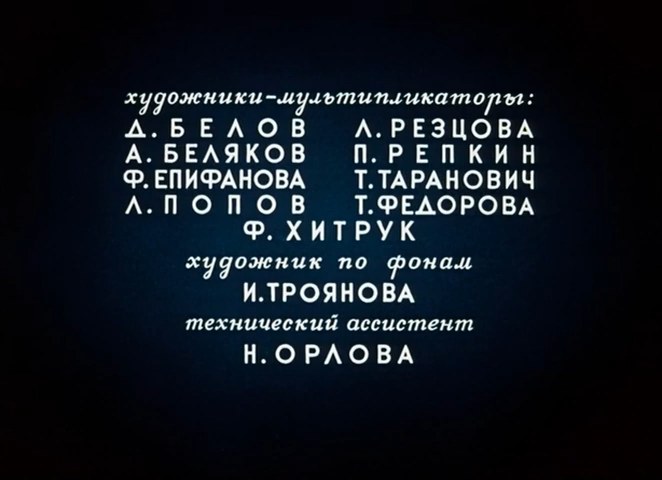 художники-мультипликаторы:
Д. БЕЛОВ Л. РЕЗЦОВА
А. БЕЛЯКОВ П. РЕПКИН
Ф. ЕПИФАНОВА Т. ТАРАНОВИЧ
Л. ПОПОВ Т. ФЕДОРОВА
Ф. ХИТРУК
художник по фонам
И. ТРОЯНОВА
технический ассистент
Н. ОРЛОВА